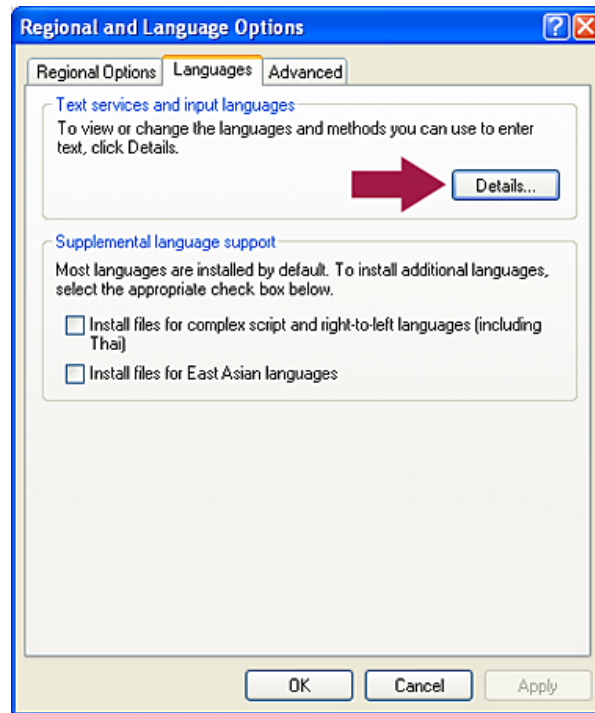 Regional and Language Options
Regional Options Languages Advanced
Text services and input languages
To view or change the languages and methods you can use to enter
text, click Details.
Details...
Supplemental language support
Most languages are installed by default. To install additional languages,
select the appropriate check box below.
Install files for complex script and right-to-left languages (including
Thai)
Install files for East Asian languages
OK Cancel Apply